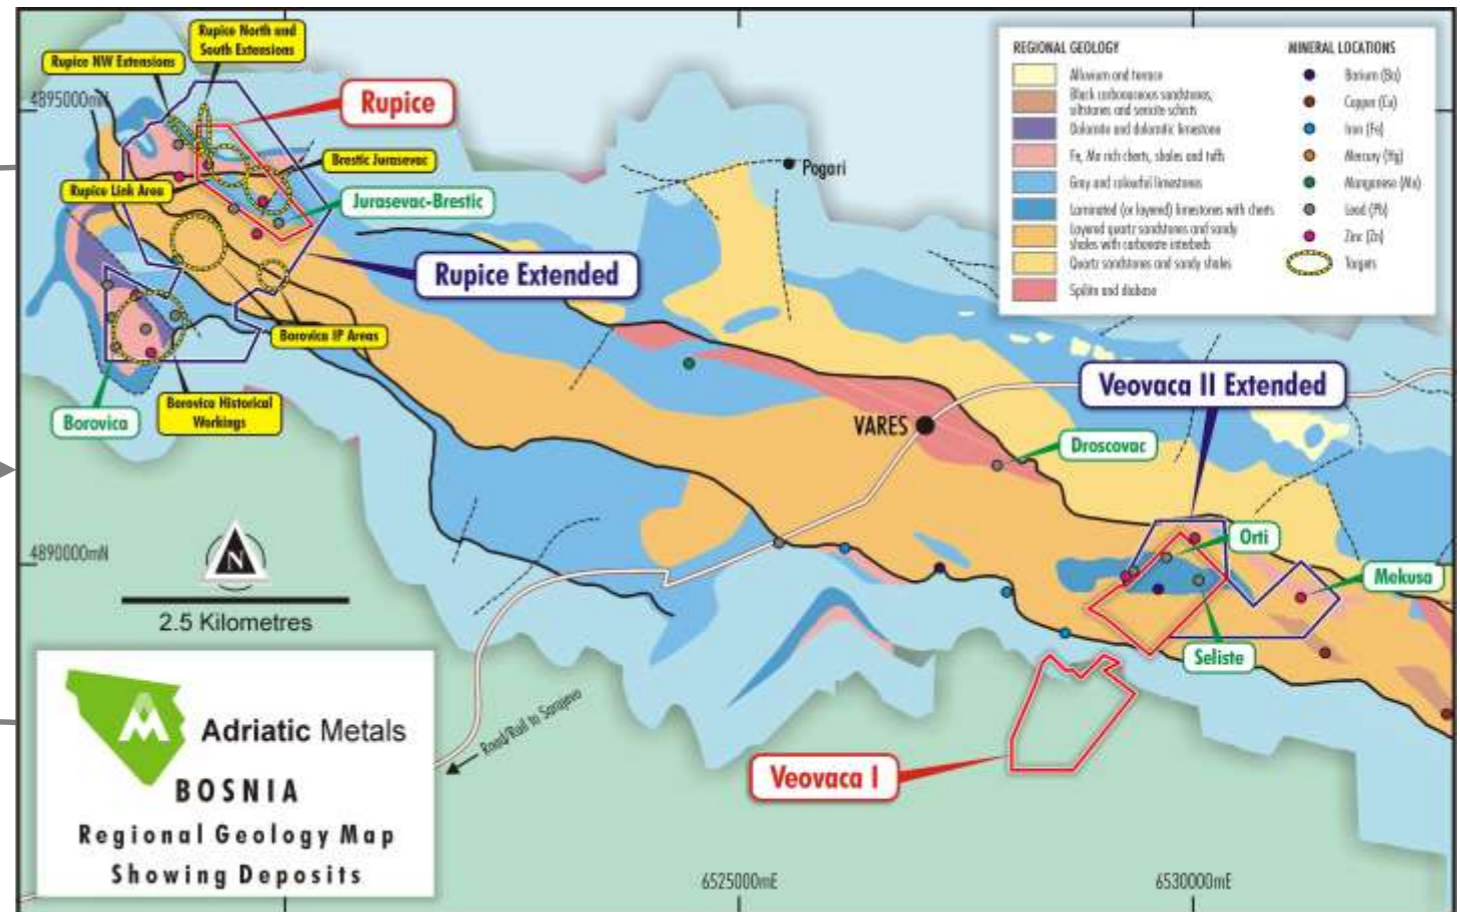 Rupice North and
South Extensions
Rupice NW Extensions
4895000mN
Rupice
Brestic Jurasevac
Rupice Link Area
Jurasevac-Brestic
Rupice Extended
Borovica IP Areas
Borovica
Borovica Historical
Workings
Pogari
VARES
Droscovac
Veovaca II Extended
Orti
Mekusa
Seliste
Veovaca I
4890000mN
N
2.5 Kilometres
Road/Rail to Sarajevo
6525000mE
6530000mE
REGIONAL GEOLOGY
Alluvium and terrace
Black carbonaceous sandstones,
siltstones and sericite schists
Dolomite and dolomitic limestone
Fe, Mn rich cherts, shales and tuffs
Gray and colourful limestones
Laminated (or layered) limestones with cherts
Layered quartz sandstones and sandy
shales with carbonate interbeds
Quartz sandstones and sandy shales
Spilite and diabase
MINERAL LOCATIONS
Barium (Ba)
Copper (Cu)
Iron (Fe)
Mercury (Hg)
Manganese (Mn)
Lead (Pb)
Zinc (Zn)
Targets
M
Adriatic Metals
BOSNIA
Regional Geology Map
Showing Deposits